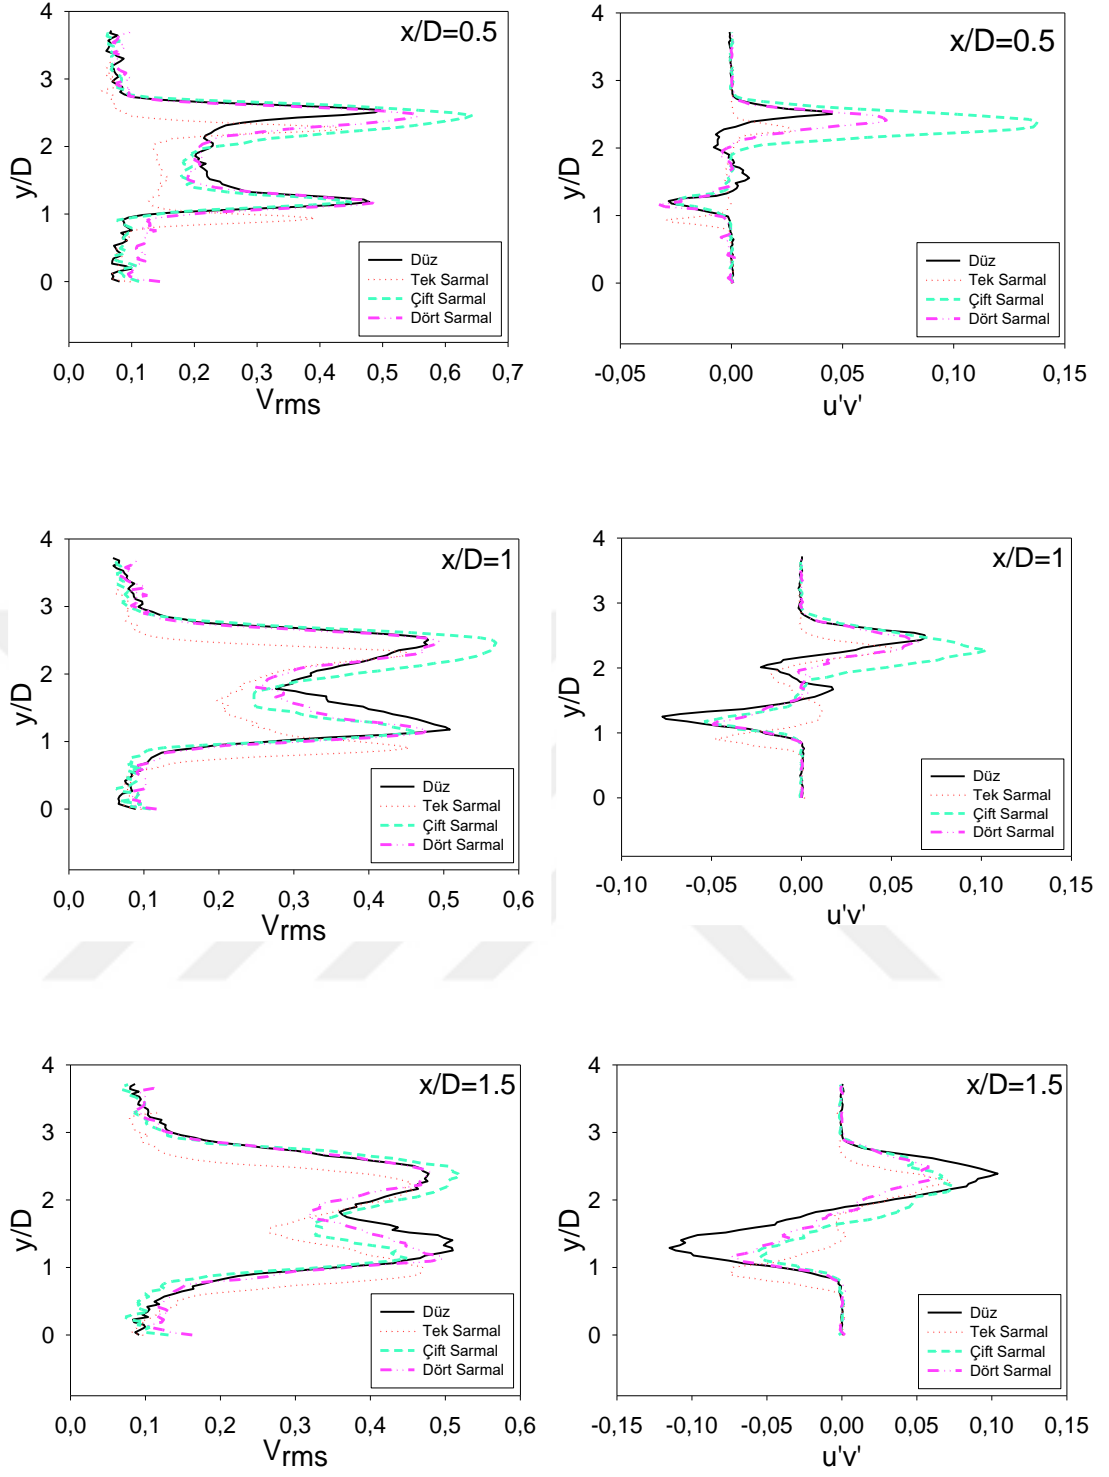 x/D=0.5
4
3
2
1
0
y/D
Düz
Tek Sarmal
Çift Sarmal
Dört Sarmal
0,0 0,1 0,2 0,3 0,4 0,5 0,6 0,7
Vrms
x/D=0.5
4
3
2
1
0
y/D
Düz
Tek Sarmal
Çift Sarmal
Dört Sarmal
-0,05 0,00 0,05 0,10 0,15
u'v'
x/D=1
4
3
2
1
0
y/D
Düz
Tek Sarmal
Çift Sarmal
Dört Sarmal
0,0 0,1 0,2 0,3 0,4 0,5 0,6
Vrms
x/D=1
4
3
2
1
0
y/D
Düz
Tek Sarmal
Çift Sarmal
Dört Sarmal
-0,10 -0,05 0,00 0,05 0,10 0,15
u'v'
x/D=1.5
4
3
2
1
0
y/D
Düz
Tek Sarmal
Çift Sarmal
Dört Sarmal
0,0 0,1 0,2 0,3 0,4 0,5 0,6
Vrms
x/D=1.5
4
3
2
1
0
y/D
Düz
Tek Sarmal
Çift Sarmal
Dört Sarmal
-0,15 -0,10 -0,05 0,00 0,05 0,10 0,15
u'v'